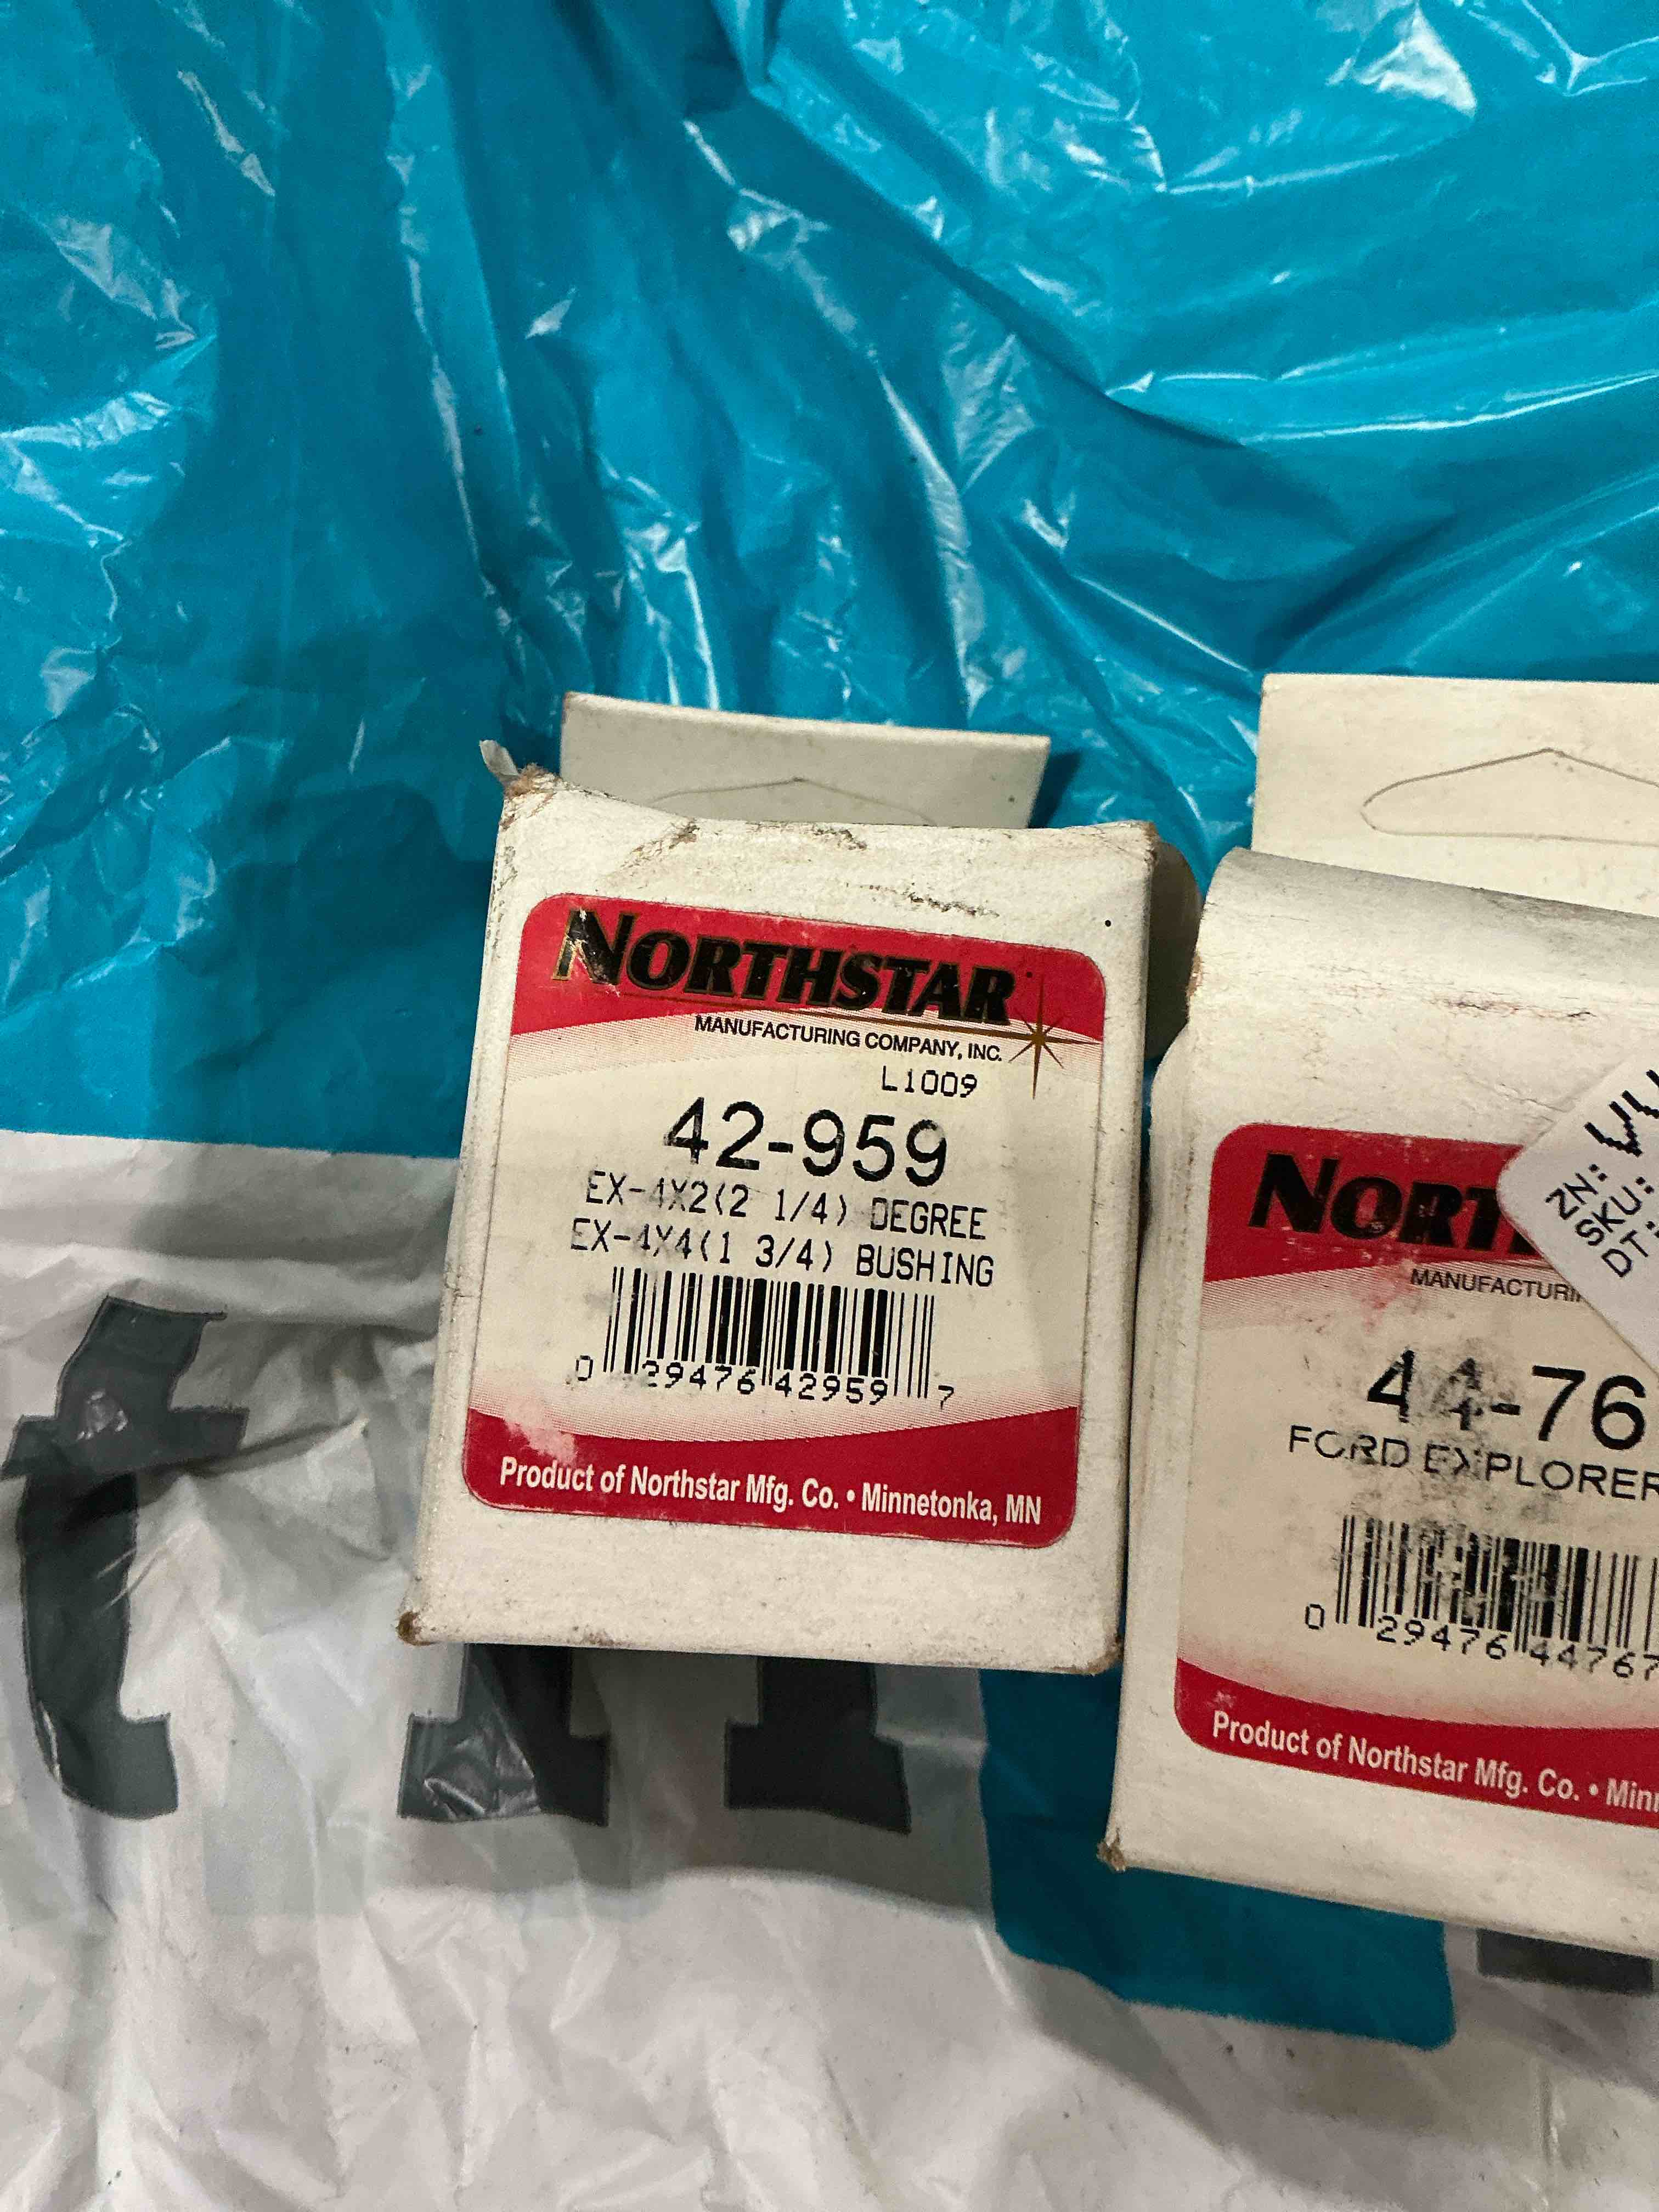 NORTHSTAR
MANUFACTURING COMPANY, INC.
L1009
42-959
EX-4X2(2 1/4) DEGREE
EX-4X4(1 3/4) BUSHING
0 29476 42959 7
Product of Northstar Mfg. Co. • Minnetonka, MN
ZN:
SKU:
DT:
NORT
MANUFACTURI
44-76
FORD EXPLORER
0 29476 44767
Product of Northstar Mfg. Co. • Minn